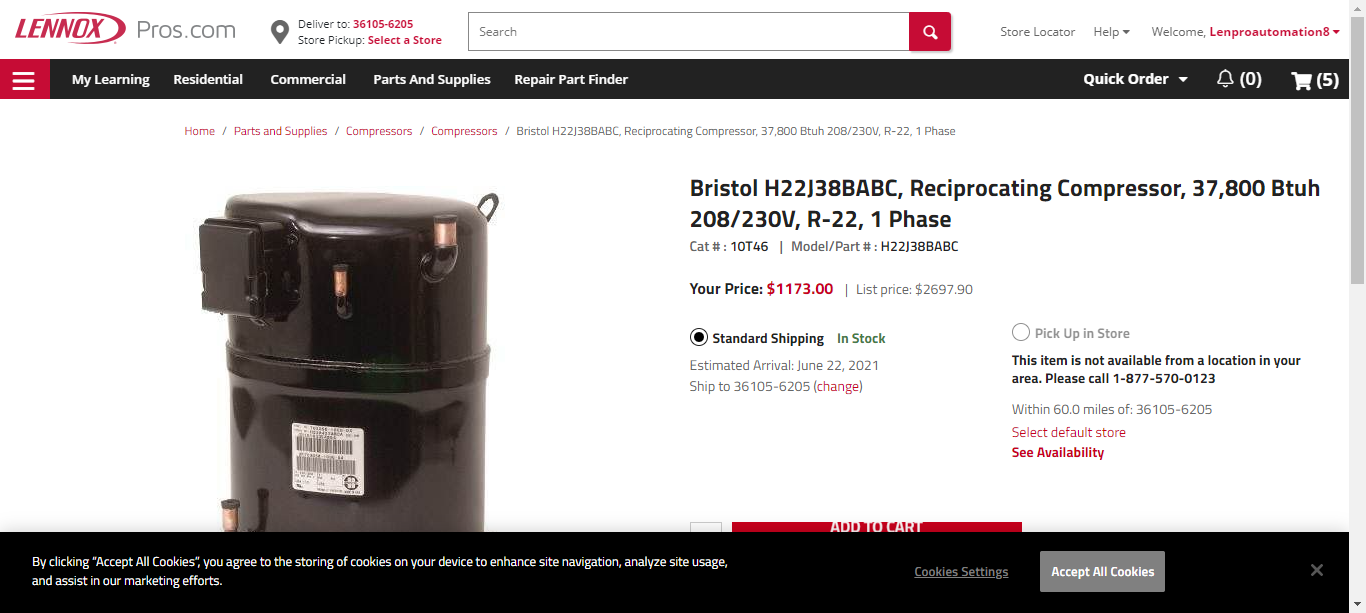 LENNOX Pros.com
Deliver to: 36105-6205
Store Pickup: Select a Store
Search
Store Locator
Help
Welcome, Lenproautomation8
My Learning
Residential
Commercial
Parts And Supplies
Repair Part Finder
Quick Order
(0)
(5)
Home / Parts and Supplies / Compressors / Compressors / Bristol H22J38BABC, Reciprocating Compressor, 37,800 Btuh 208/230V, R-22, 1 Phase
Bristol H22J38BABC, Reciprocating Compressor, 37,800 Btuh
208/230V, R-22, 1 Phase
Cat # : 10T46 | Model/Part # : H22J38BABC
Your Price: $1173.00 | List price: $2697.90
Standard Shipping In Stock
Estimated Arrival: June 22, 2021
Ship to 36105-6205 (change)
Pick Up in Store
This item is not available from a location in your
area. Please call 1-877-570-0123
Within 60.0 miles of: 36105-6205
Select default store
See Availability
ADD TO CART
By clicking “Accept All Cookies”, you agree to the storing of cookies on your device to enhance site navigation, analyze site usage,
and assist in our marketing efforts.
Cookies Settings
Accept All Cookies